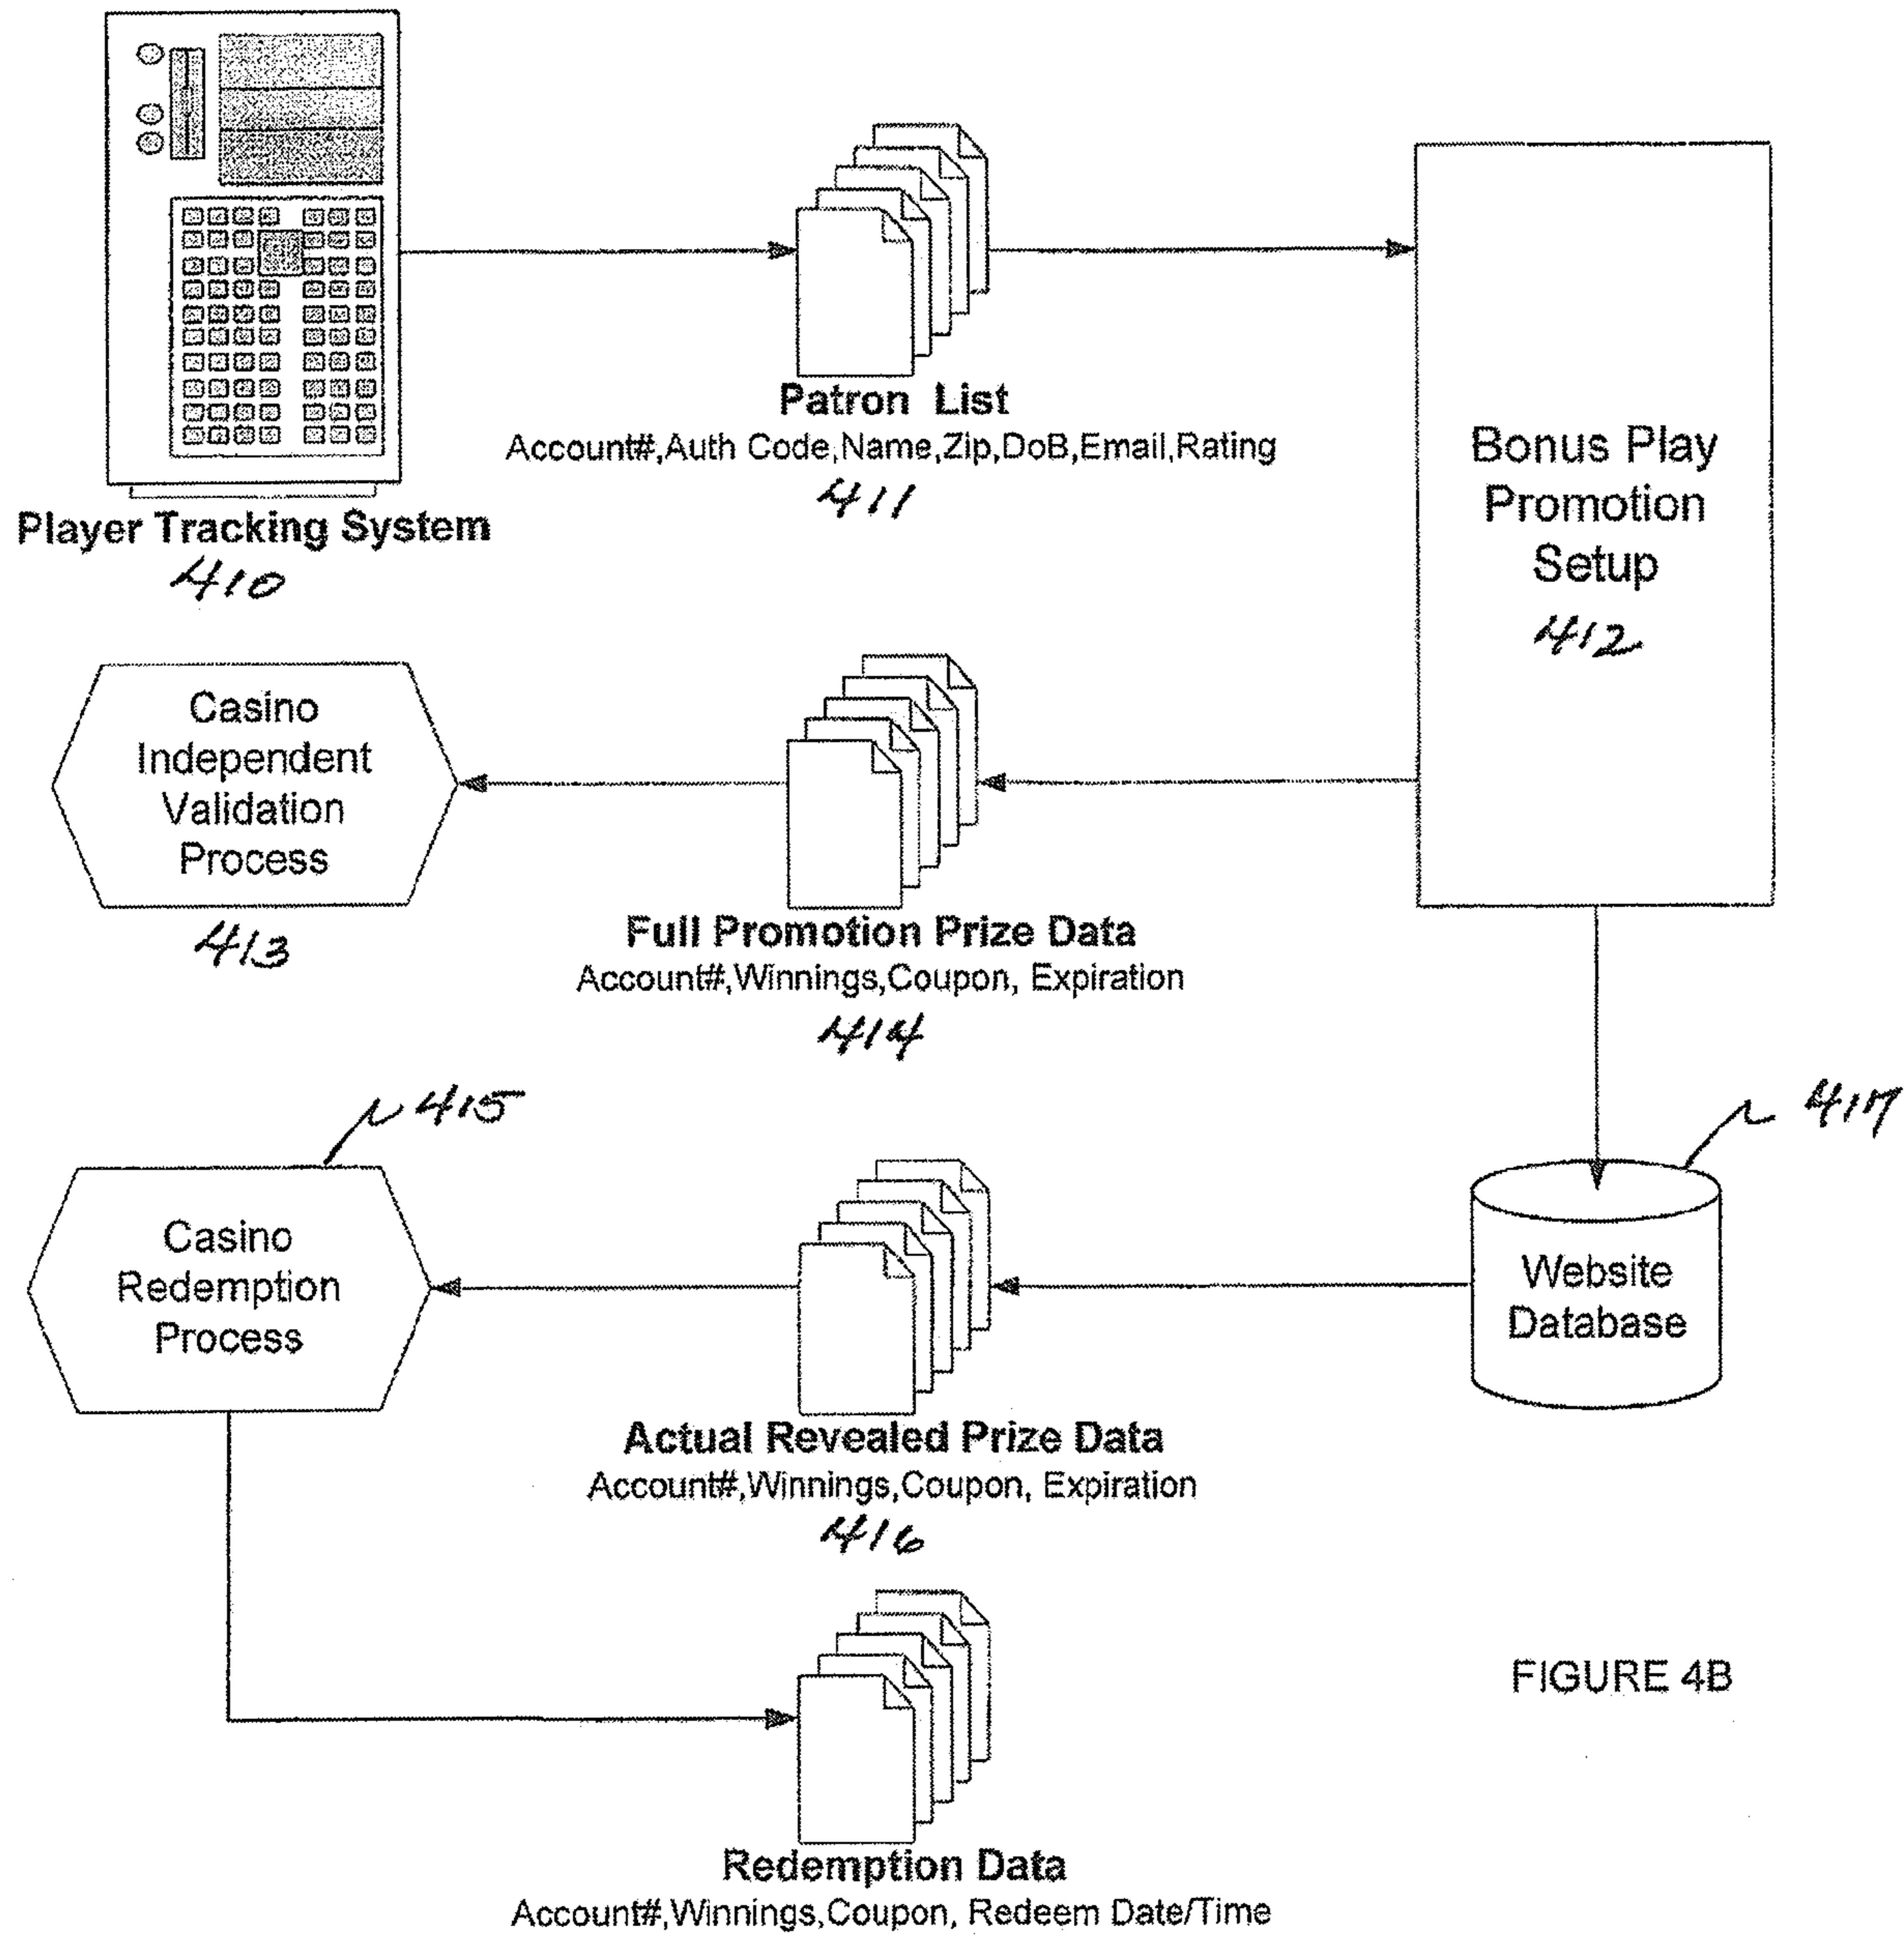 Patron List
Account#,Auth Code,Name,Zip,DoB,Email,Rating
411
Player Tracking System
410
Bonus Play
Promotion
Setup
412
Casino
Independent
Validation
Process
413
Full Promotion Prize Data
Account#,Winnings,Coupon, Expiration
414
415
417
Casino
Redemption
Process
Website
Database
Actual Revealed Prize Data
Account#,Winnings,Coupon, Expiration
416
FIGURE 4B
Redemption Data
Account#,Winnings,Coupon, Redeem Date/Time